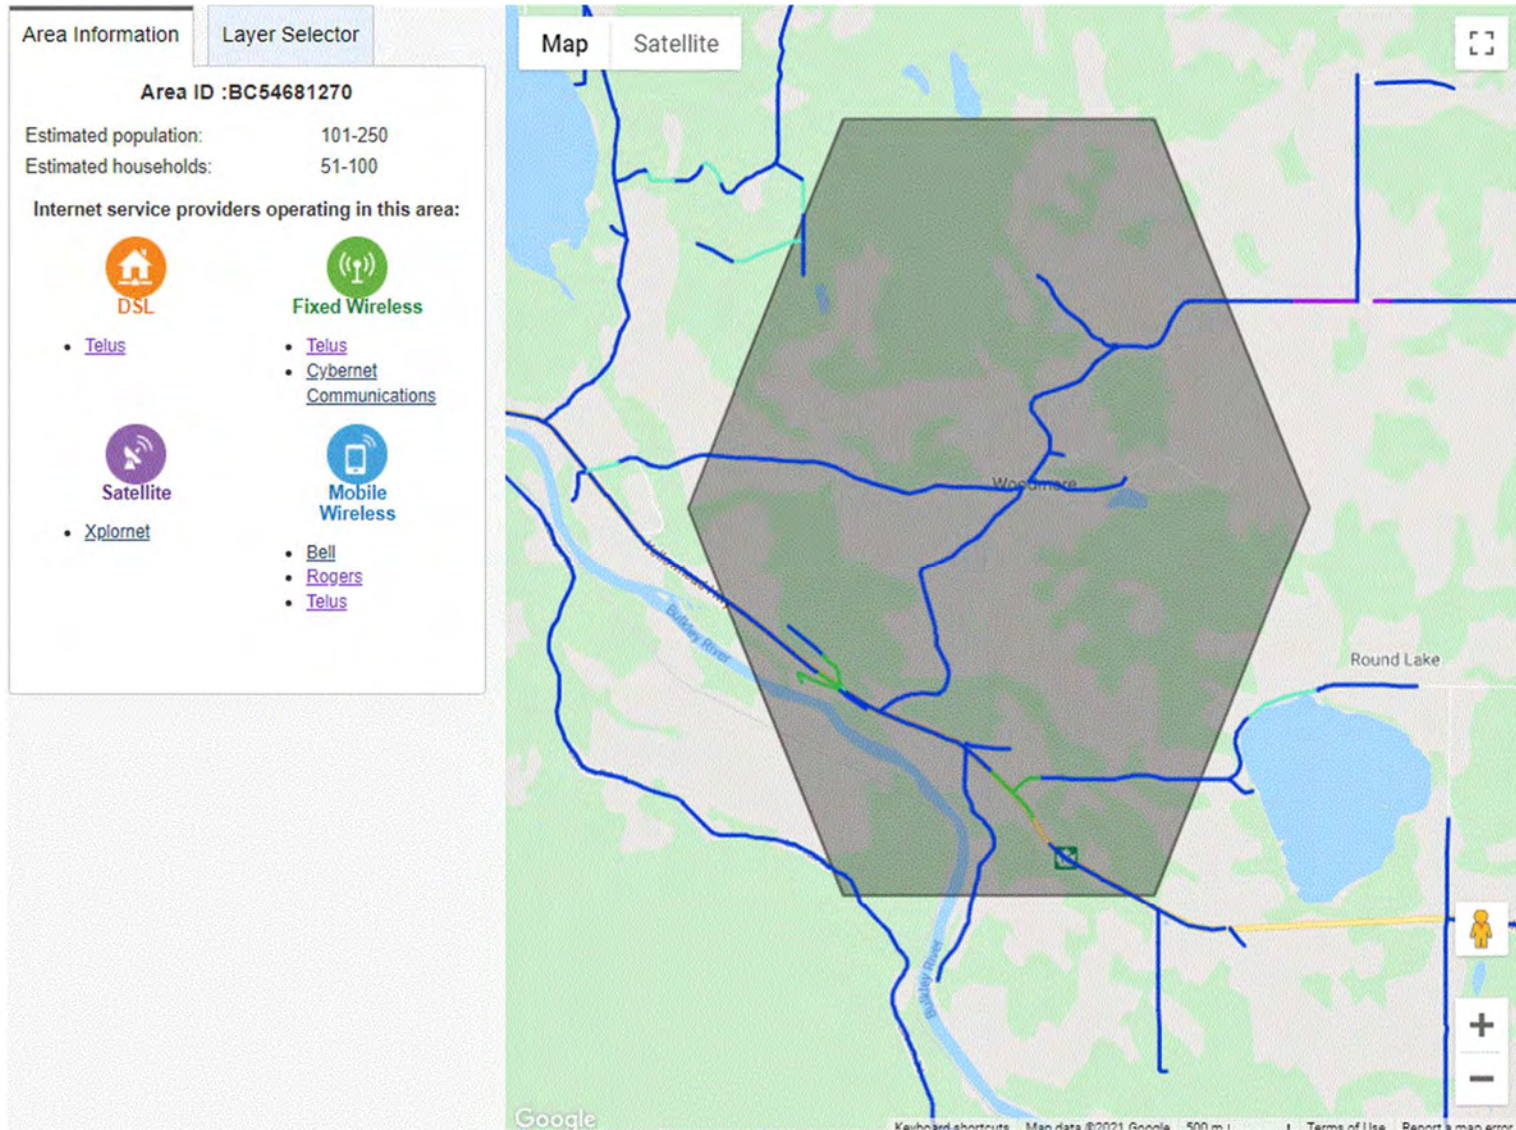 Area Information
Layer Selector
Area ID :BC54681270
Estimated population: 101-250
Estimated households: 51-100
Internet service providers operating in this area:
DSL
Fixed Wireless
Telus
Telus
Cybernet
Communications
Satellite
Mobile
Wireless
Xplornet
Bell
Rogers
Telus
Map
Satellite
Woodmere
Yellowhead Hwy
Bulkley River
Round Lake
Bulkley River
Google
Keyboard shortcuts
Map data ©2021 Google
500 m
Terms of Use
Report a map error